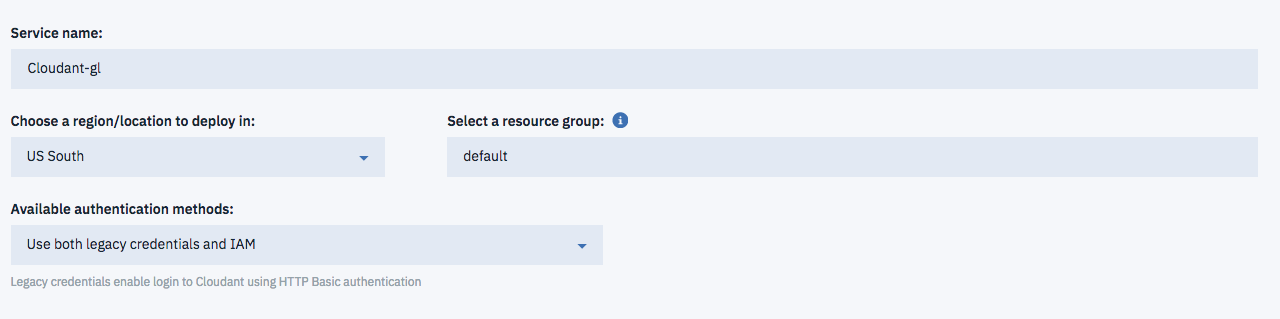 Service name:
Cloudant-gl
Choose a region/location to deploy in:
Select a resource group:
US South
default
Available authentication methods:
Use both legacy credentials and IAM
Legacy credentials enable login to Cloudant using HTTP Basic authentication